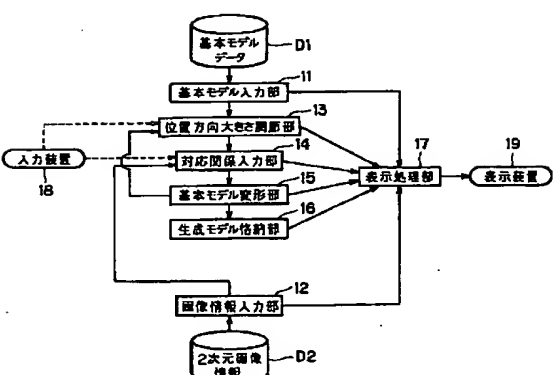 基本モデル
データ
D1
11
基本モデル入力部
13
位置方向大きさ調節部
14
入力装置
18
対応関係入力部
17
19
表示処理部
表示装置
15
基本モデル変形部
16
生成モデル格納部
12
画像情報入力部
2次元画像
情報
D2